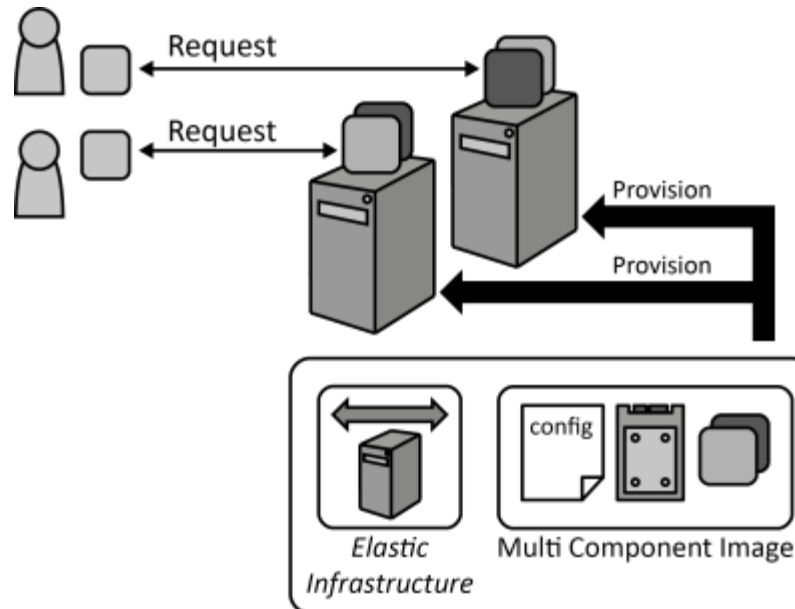 Request
Request
Provision
Provision
config
Elastic
Infrastructure
Multi Component Image